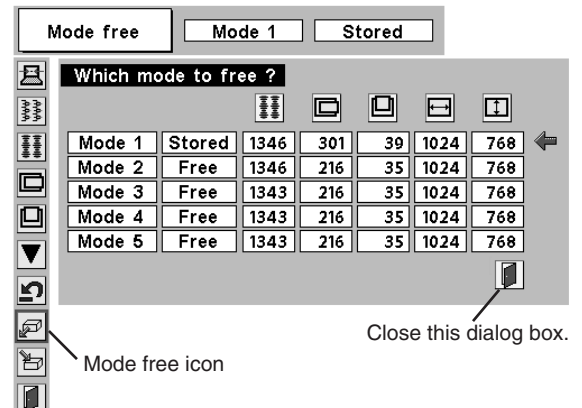 Mode free Mode 1 Stored
Which mode to free ?
Mode 1 Stored 1346 301 39 1024 768
Mode 2 Free 1346 216 35 1024 768
Mode 3 Free 1343 216 35 1024 768
Mode 4 Free 1343 216 35 1024 768
Mode 5 Free 1343 216 35 1024 768
Close this dialog box.
Mode free icon